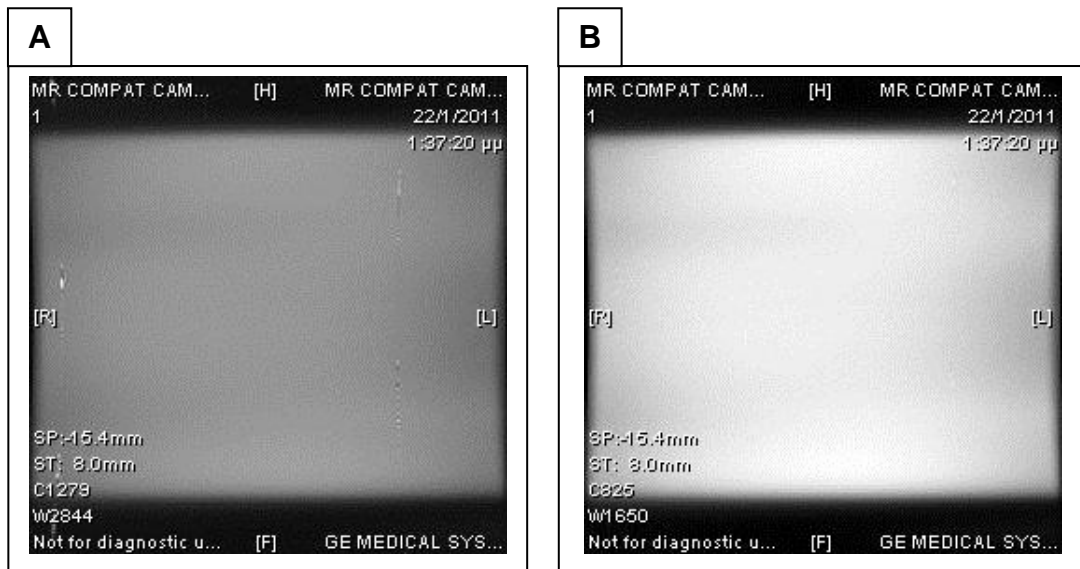 A
MR COMPAT CAM... [H] MR COMPAT CAM...
1 22/1/2011
1:37:20 μμ
[R] [L]
SP:-15.4mm
ST: 8.0mm
C1279
W2844
Not for diagnostic u... [F] GE MEDICAL SYS...
B
MR COMPAT CAM... [H] MR COMPAT CAM...
1 22/1/2011
1:37:20 μμ
[R] [L]
SP:-15.4mm
ST: 8.0mm
C825
W1650
Not for diagnostic u... [F] GE MEDICAL SYS...